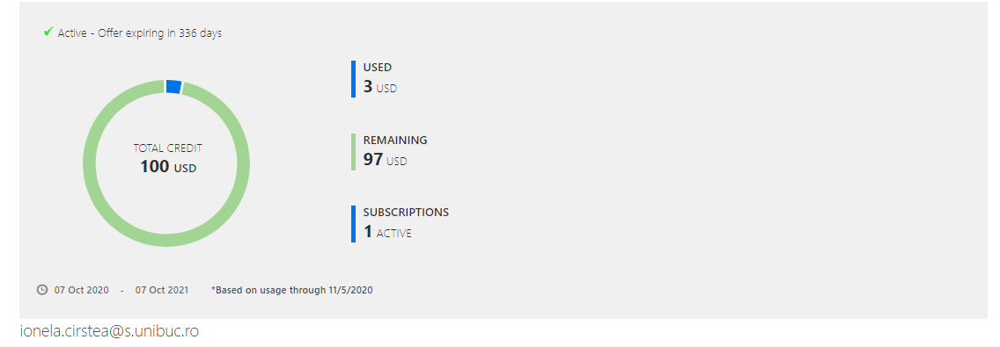 Active - Offer expiring in 336 days
TOTAL CREDIT
100 USD
USED
3 USD
REMAINING
97 USD
SUBSCRIPTIONS
1 ACTIVE
07 Oct 2020 - 07 Oct 2021 *Based on usage through 11/5/2020
ionela.cirstea@s.unibuc.ro